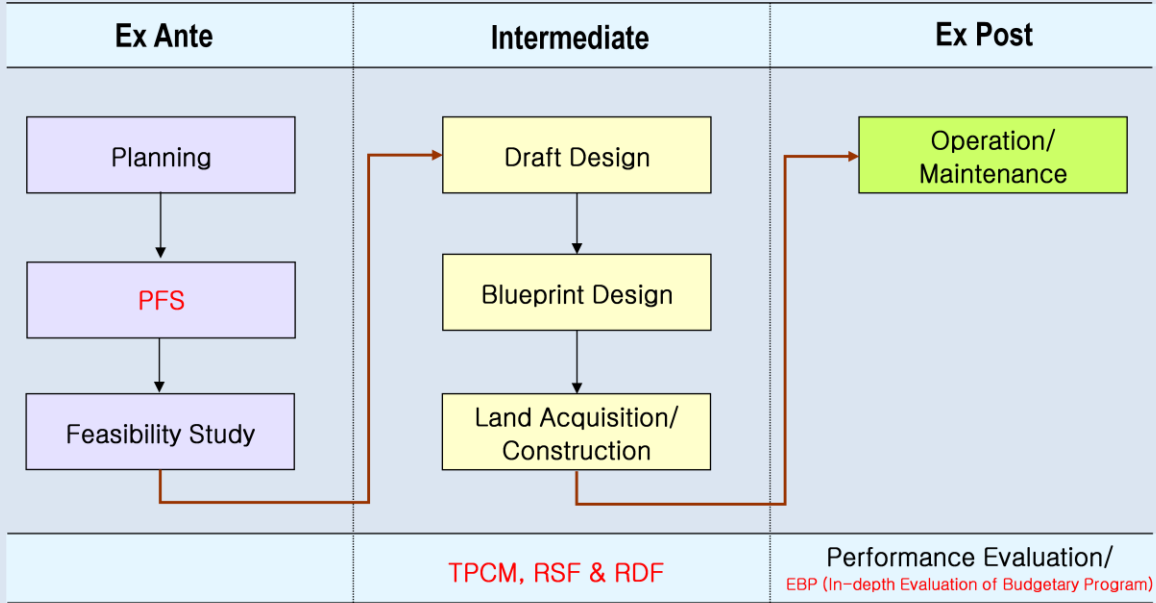 Ex Ante
Intermediate
Ex Post
Planning
PFS
Feasibility Study
Draft Design
Blueprint Design
Land Acquisition/
Construction
Operation/
Maintenance
TPCM, RSF & RDF
Performance Evaluation/
EBP (In-depth Evaluation of Budgetary Program)